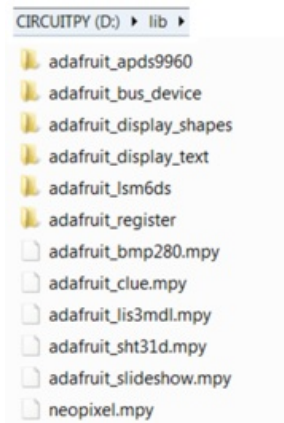 CIRCUITPY (D:) ▸ lib ▸
adafruit_apds9960
adafruit_bus_device
adafruit_display_shapes
adafruit_display_text
adafruit_lsm6ds
adafruit_register
adafruit_bmp280.mpy
adafruit_clue.mpy
adafruit_lis3mdl.mpy
adafruit_sht31d.mpy
adafruit_slideshow.mpy
neopixel.mpy